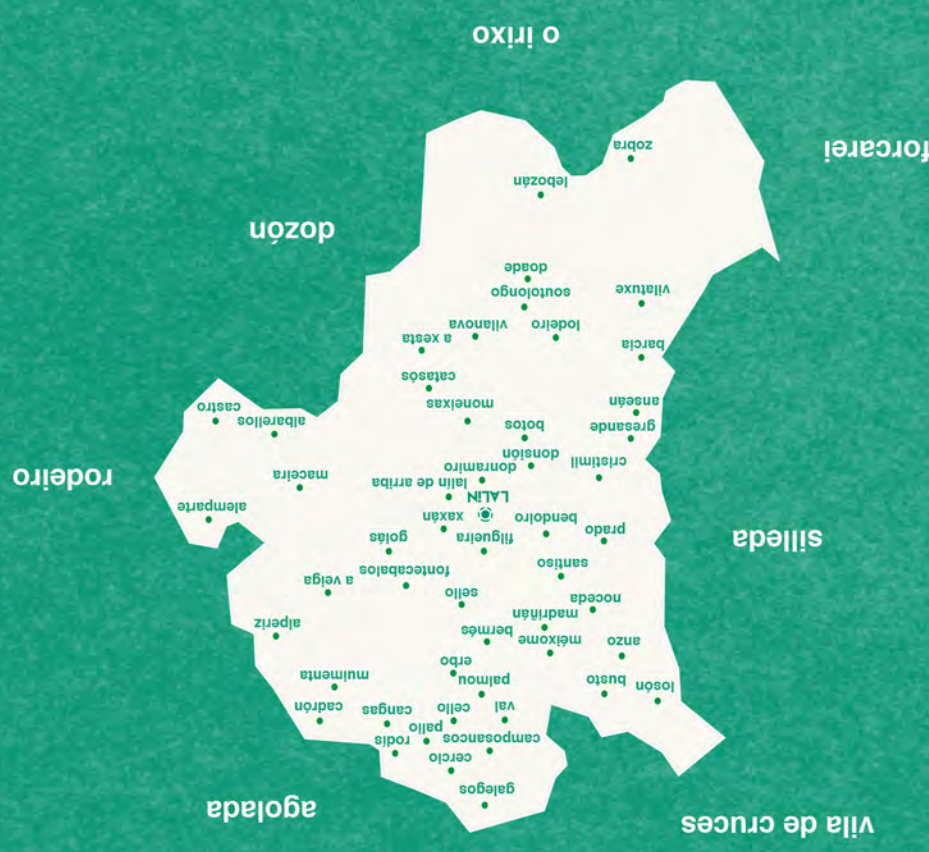 vila de cruces
agolada
galegos
cercio
camposancos
rodís
pallo
val
cello
cangas
cadrón
losón
busto
palmou
muimenta
erbo
anzo
méixome
bermés
alperiz
madriñán
noceda
sello
a veiga
fontecabalos
santiso
silleda
filgueira
golás
prado
bendoiro
xaxán
alemparte
LALíN
lalín de arriba
rodeiro
maceira
donramiro
cristimil
donsión
gresande
botos
albarellos
castro
moneixas
anseán
catasós
barcia
a xesta
lodeiro
vilanova
soutolongo
vilatuxe
doade
dozón
lebozán
forcarei
zobra
o irixo